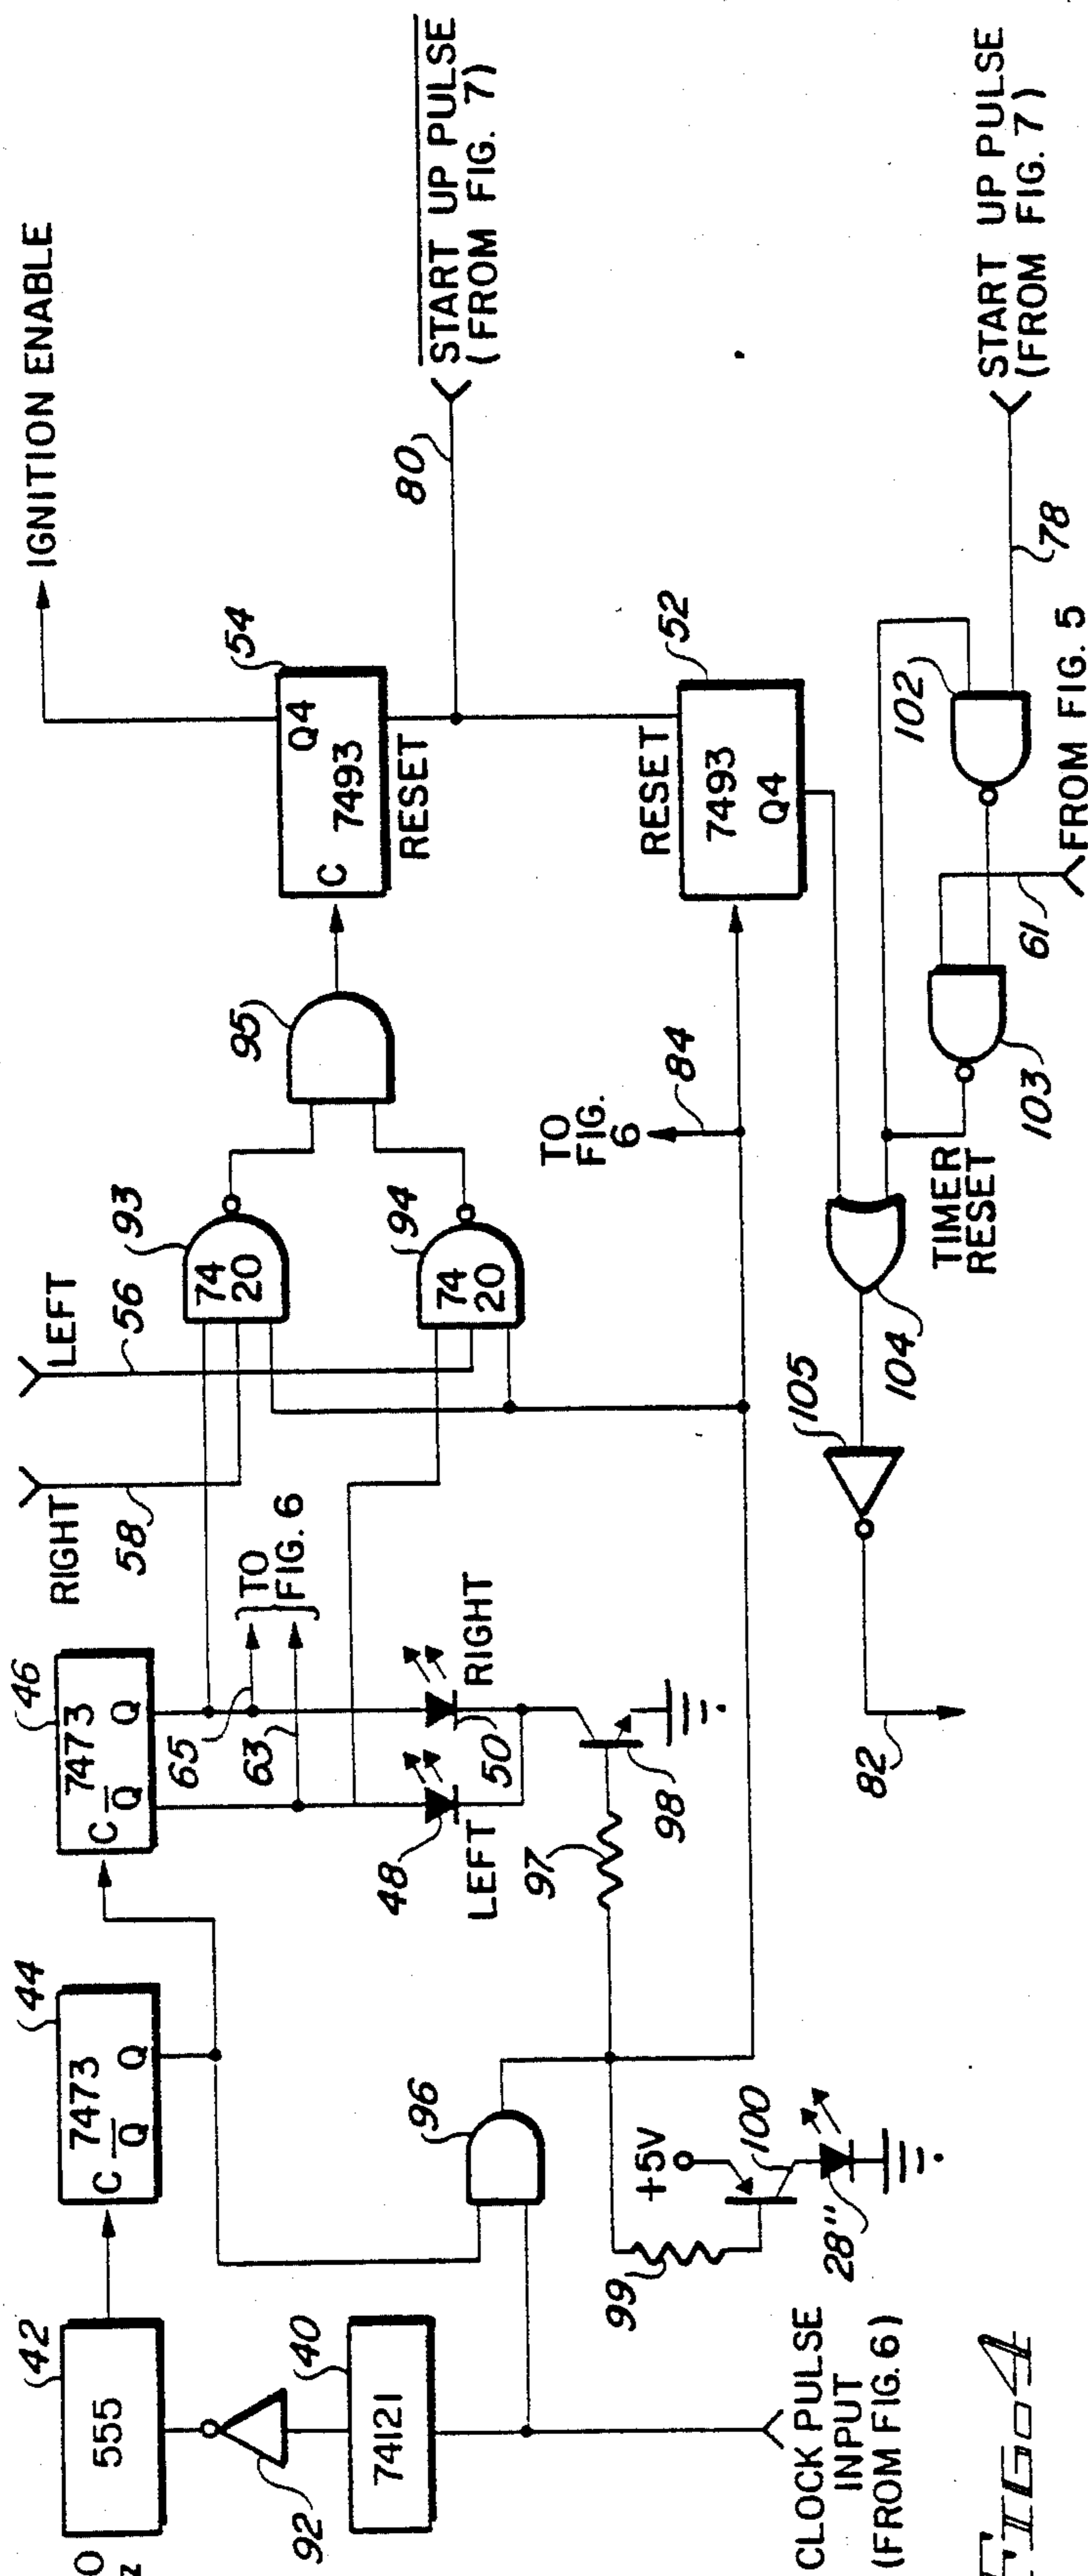 IGNITION ENABLE
START UP PULSE
(FROM FIG. 7)
80
54
Q4
7493
C
RESET
52
RESET
7493
Q4
START UP PULSE
(FROM FIG. 7)
78
102
FROM FIG. 5
61
103
95
TO
FIG.
6
84
TIMER
RESET
104
105
82
LEFT
56
93
74
20
94
74
20
RIGHT
58
TO
FIG. 6
46
7473
C
Q
Q
65
63
RIGHT
50
48
LEFT
97
98
44
7473
C
Q
Q
96
+5V
100
99
28"
42
555
92
40
74121
CLOCK PULSE
INPUT
(FROM FIG. 6)
FIG. 4